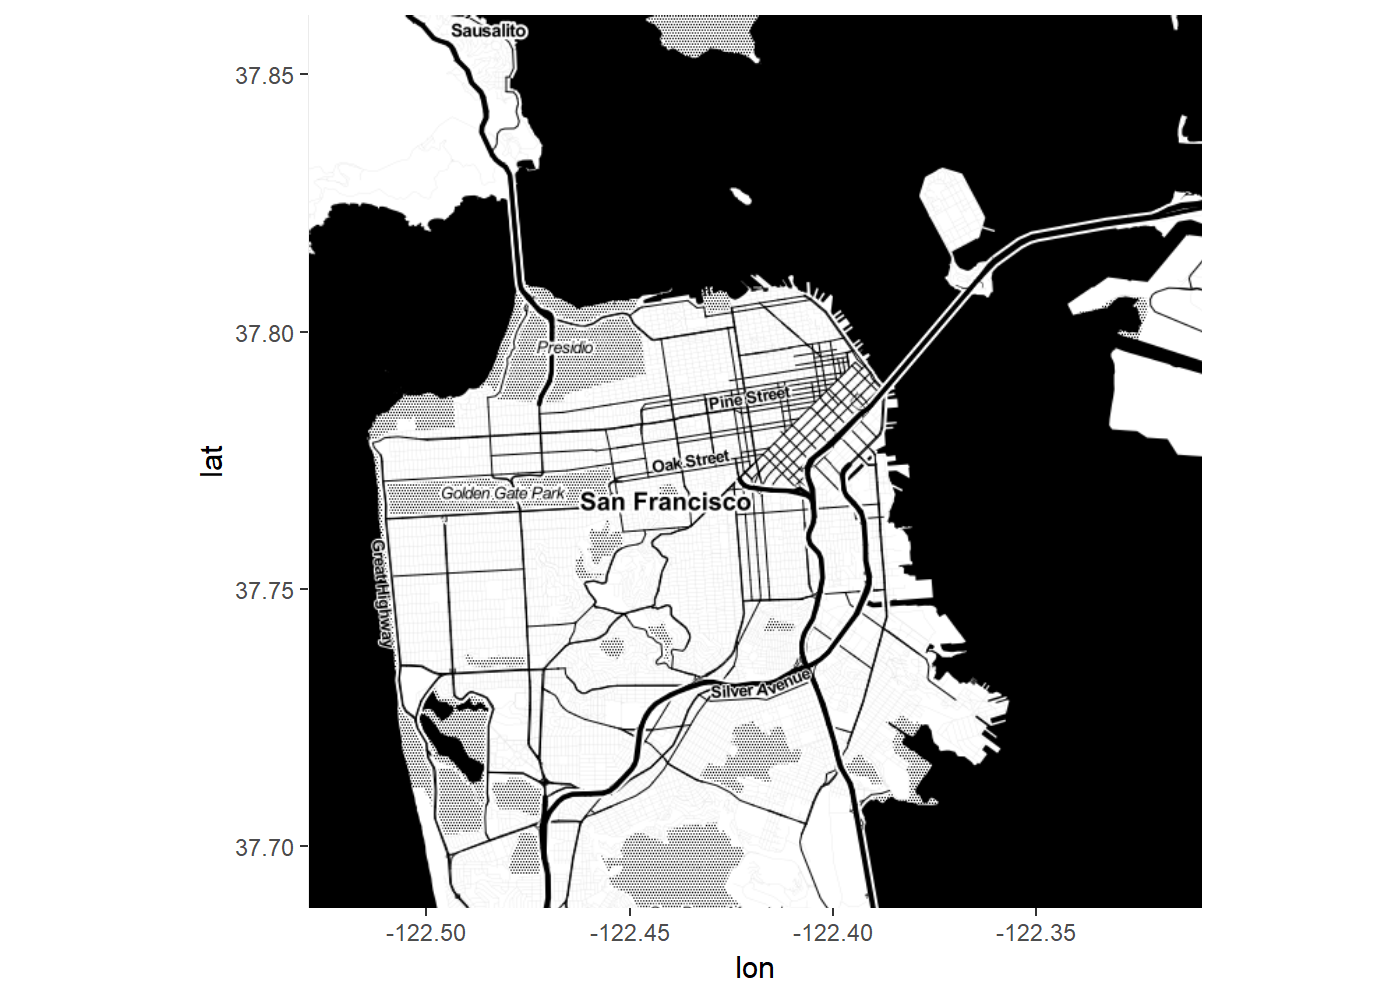 Sausalito
37.85
37.80
Presidio
Pine Street
lat
Oak Street
Golden Gate Park
San Francisco
Great Highway
37.75
Silver Avenue
37.70
-122.50
-122.45
-122.40
-122.35
lon